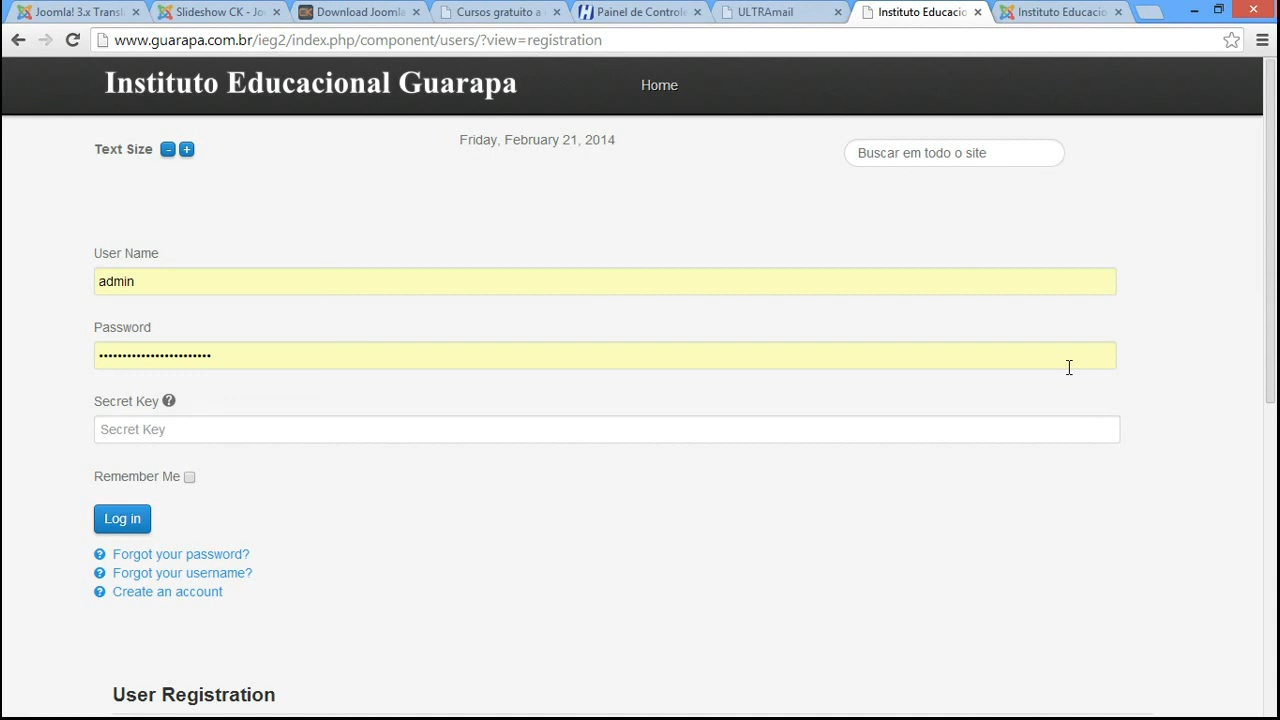 Joomla! 3.x Transl
Slideshow CK - Jo
Download Joomla
Cursos gratuito a
Painel de Controle
ULTRAmail
Instituto Educacio
Instituto Educacio
www.guarapa.com.br/ieg2/index.php/component/users/?view=registration
Instituto Educacional Guarapa
Home
Text Size - +
Friday, February 21, 2014
Buscar em todo o site
User Name
admin
Password
Secret Key
Secret Key
Remember Me
Log in
Forgot your password?
Forgot your username?
Create an account
User Registration